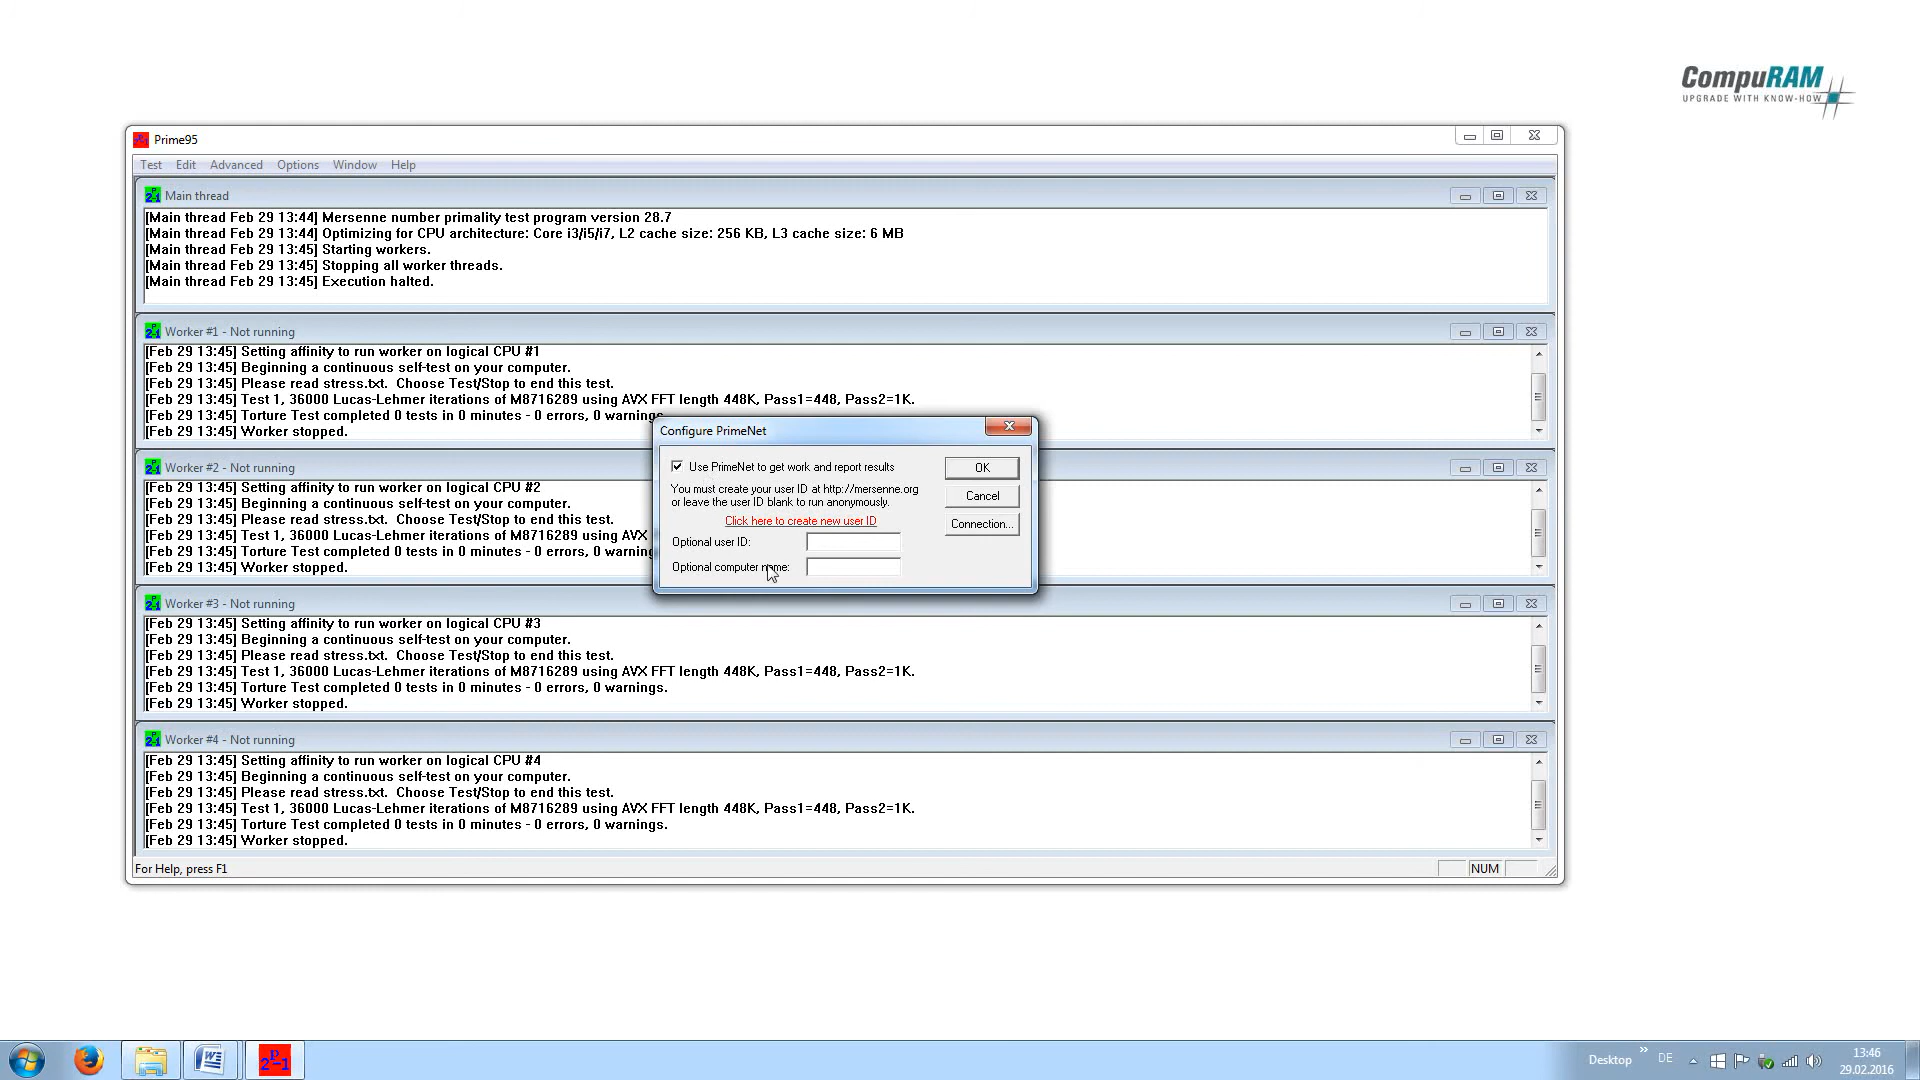 CompuRAM
UPGRADE WITH KNOW-HOW
Prime95
Test Edit Advanced Options Window Help
Main thread
[Main thread Feb 29 13:44] Mersenne number primality test program version 28.7
[Main thread Feb 29 13:44] Optimizing for CPU architecture: Core i3/i5/i7, L2 cache size: 256 KB, L3 cache size: 6 MB
[Main thread Feb 29 13:45] Starting workers.
[Main thread Feb 29 13:45] Stopping all worker threads.
[Main thread Feb 29 13:45] Execution halted.
Worker #1 - Not running
[Feb 29 13:45] Setting affinity to run worker on logical CPU #1
[Feb 29 13:45] Beginning a continuous self-test on your computer.
[Feb 29 13:45] Please read stress.txt. Choose Test/Stop to end this test.
[Feb 29 13:45] Test 1, 36000 Lucas-Lehmer iterations of M8716289 using AVX FFT length 448K, Pass1=448, Pass2=1K.
[Feb 29 13:45] Torture Test completed 0 tests in 0 minutes - 0 errors, 0 warnings.
[Feb 29 13:45] Worker stopped.
Configure PrimeNet
Use PrimeNet to get work and report results
You must create your user ID at http://mersenne.org
or leave the user ID blank to run anonymously.
Click here to create new user ID
Optional user ID:
Optional computer name:
OK
Cancel
Connection...
Worker #2 - Not running
[Feb 29 13:45] Setting affinity to run worker on logical CPU #2
[Feb 29 13:45] Beginning a continuous self-test on your computer.
[Feb 29 13:45] Please read stress.txt. Choose Test/Stop to end this test.
[Feb 29 13:45] Test 1, 36000 Lucas-Lehmer iterations of M
[Feb 29 13:45] Torture Test completed 0 tests in 0 minutes
[Feb 29 13:45] Worker stopped.
Worker #3 - Not running
[Feb 29 13:45] Setting affinity to run worker on logical CPU #3
[Feb 29 13:45] Beginning a continuous self-test on your computer.
[Feb 29 13:45] Please read stress.txt. Choose Test/Stop to end this test.
[Feb 29 13:45] Test 1, 36000 Lucas-Lehmer iterations of M8716289 using AVX FFT length 448K, Pass1=448, Pass2=1K.
[Feb 29 13:45] Torture Test completed 0 tests in 0 minutes - 0 errors, 0 warnings.
[Feb 29 13:45] Worker stopped.
Worker #4 - Not running
[Feb 29 13:45] Setting affinity to run worker on logical CPU #4
[Feb 29 13:45] Beginning a continuous self-test on your computer.
[Feb 29 13:45] Please read stress.txt. Choose Test/Stop to end this test.
[Feb 29 13:45] Test 1, 36000 Lucas-Lehmer iterations of M8716289 using AVX FFT length 448K, Pass1=448, Pass2=1K.
[Feb 29 13:45] Torture Test completed 0 tests in 0 minutes - 0 errors, 0 warnings.
[Feb 29 13:45] Worker stopped.
For Help, press F1
NUM
Desktop
DE
13:46
29.02.2016